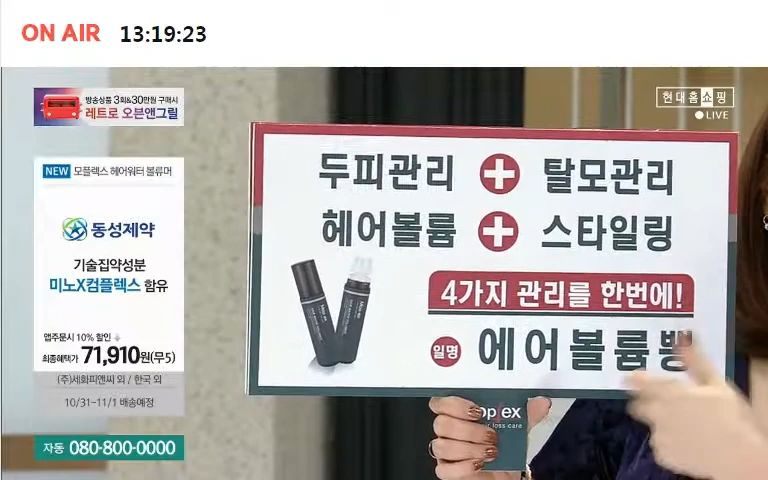 ON AIR 13:19:23
방송상품 3회&30만원 구매시
레트로 오븐앤그릴
현대홈쇼핑
LIVE
NEW 모플렉스 헤어워터 볼류머
동성제약
기술집약성분
미노X컴플렉스 함유
앱주문시 10% 할인
최종혜택가 71,910원(무5)
(주)세화피앤씨 외 / 한국 외
10/31~11/1 배송예정
자동 080-800-0000
두피관리 + 탈모관리
헤어볼륨 + 스타일링
4가지 관리를 한번에!
일명 에어볼륨뽕